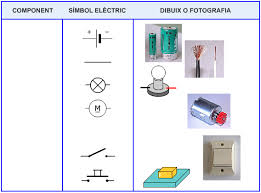 COMPONENT SÍMBOL ELÈCTRIC DIBUIX O FOTOGRAFIA
+ -
M